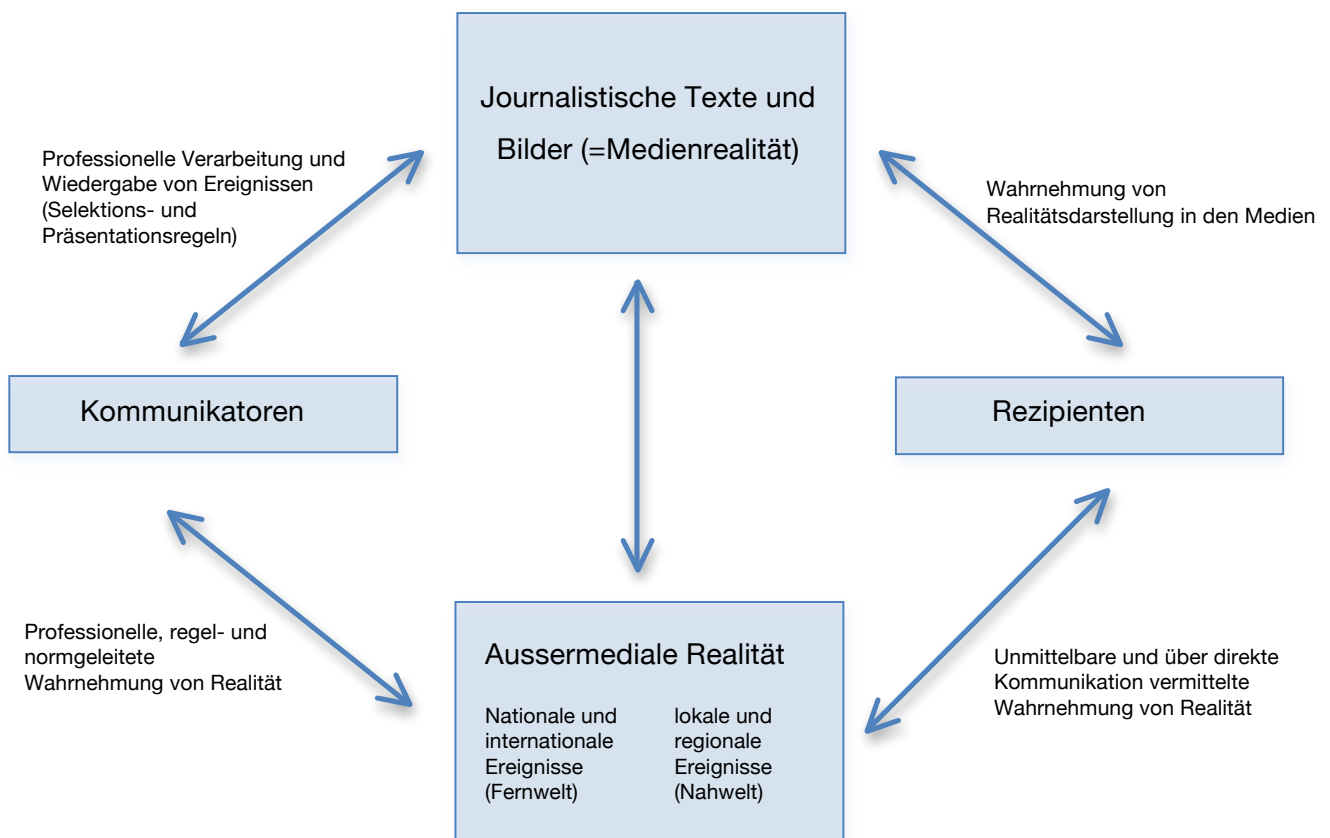 Journalistische Texte und
Bilder (=Medienrealität)
Professionelle Verarbeitung und
Wiedergabe von Ereignissen
(Selektions- und
Präsentationsregeln)
Wahrnehmung von
Realitätsdarstellung in den Medien
Kommunikatoren
Rezipienten
Professionelle, regel- und
normgeleitete
Wahrnehmung von Realität
Aussermediale Realität
Nationale und
internationale
Ereignisse
(Fernwelt)
lokale und
regionale
Ereignisse
(Nahwelt)
Unmittelbare und über direkte
Kommunikation vermittelte
Wahrnehmung von Realität